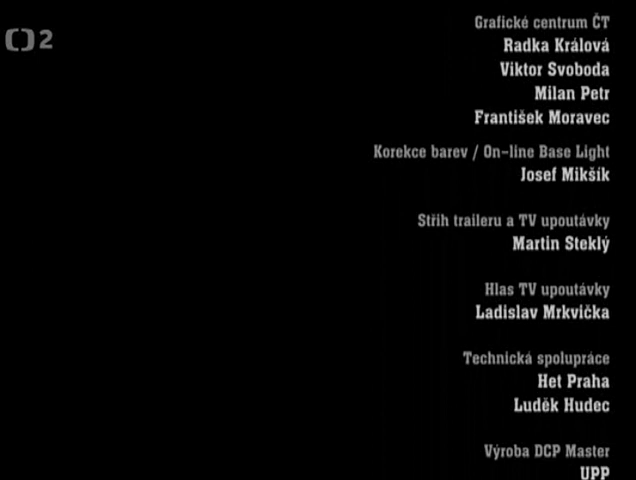 2
Grafické centrum ČT
Radka Králová
Viktor Svoboda
Milan Petr
František Moravec
Korekce barev / On-line Base Light
Josef Mikšík
Střih traileru a TV upoutávky
Martin Steklý
Hlas TV upoutávky
Ladislav Mrkvička
Technická spolupráce
Het Praha
Luděk Hudec
Výroba DCP Master
UPP